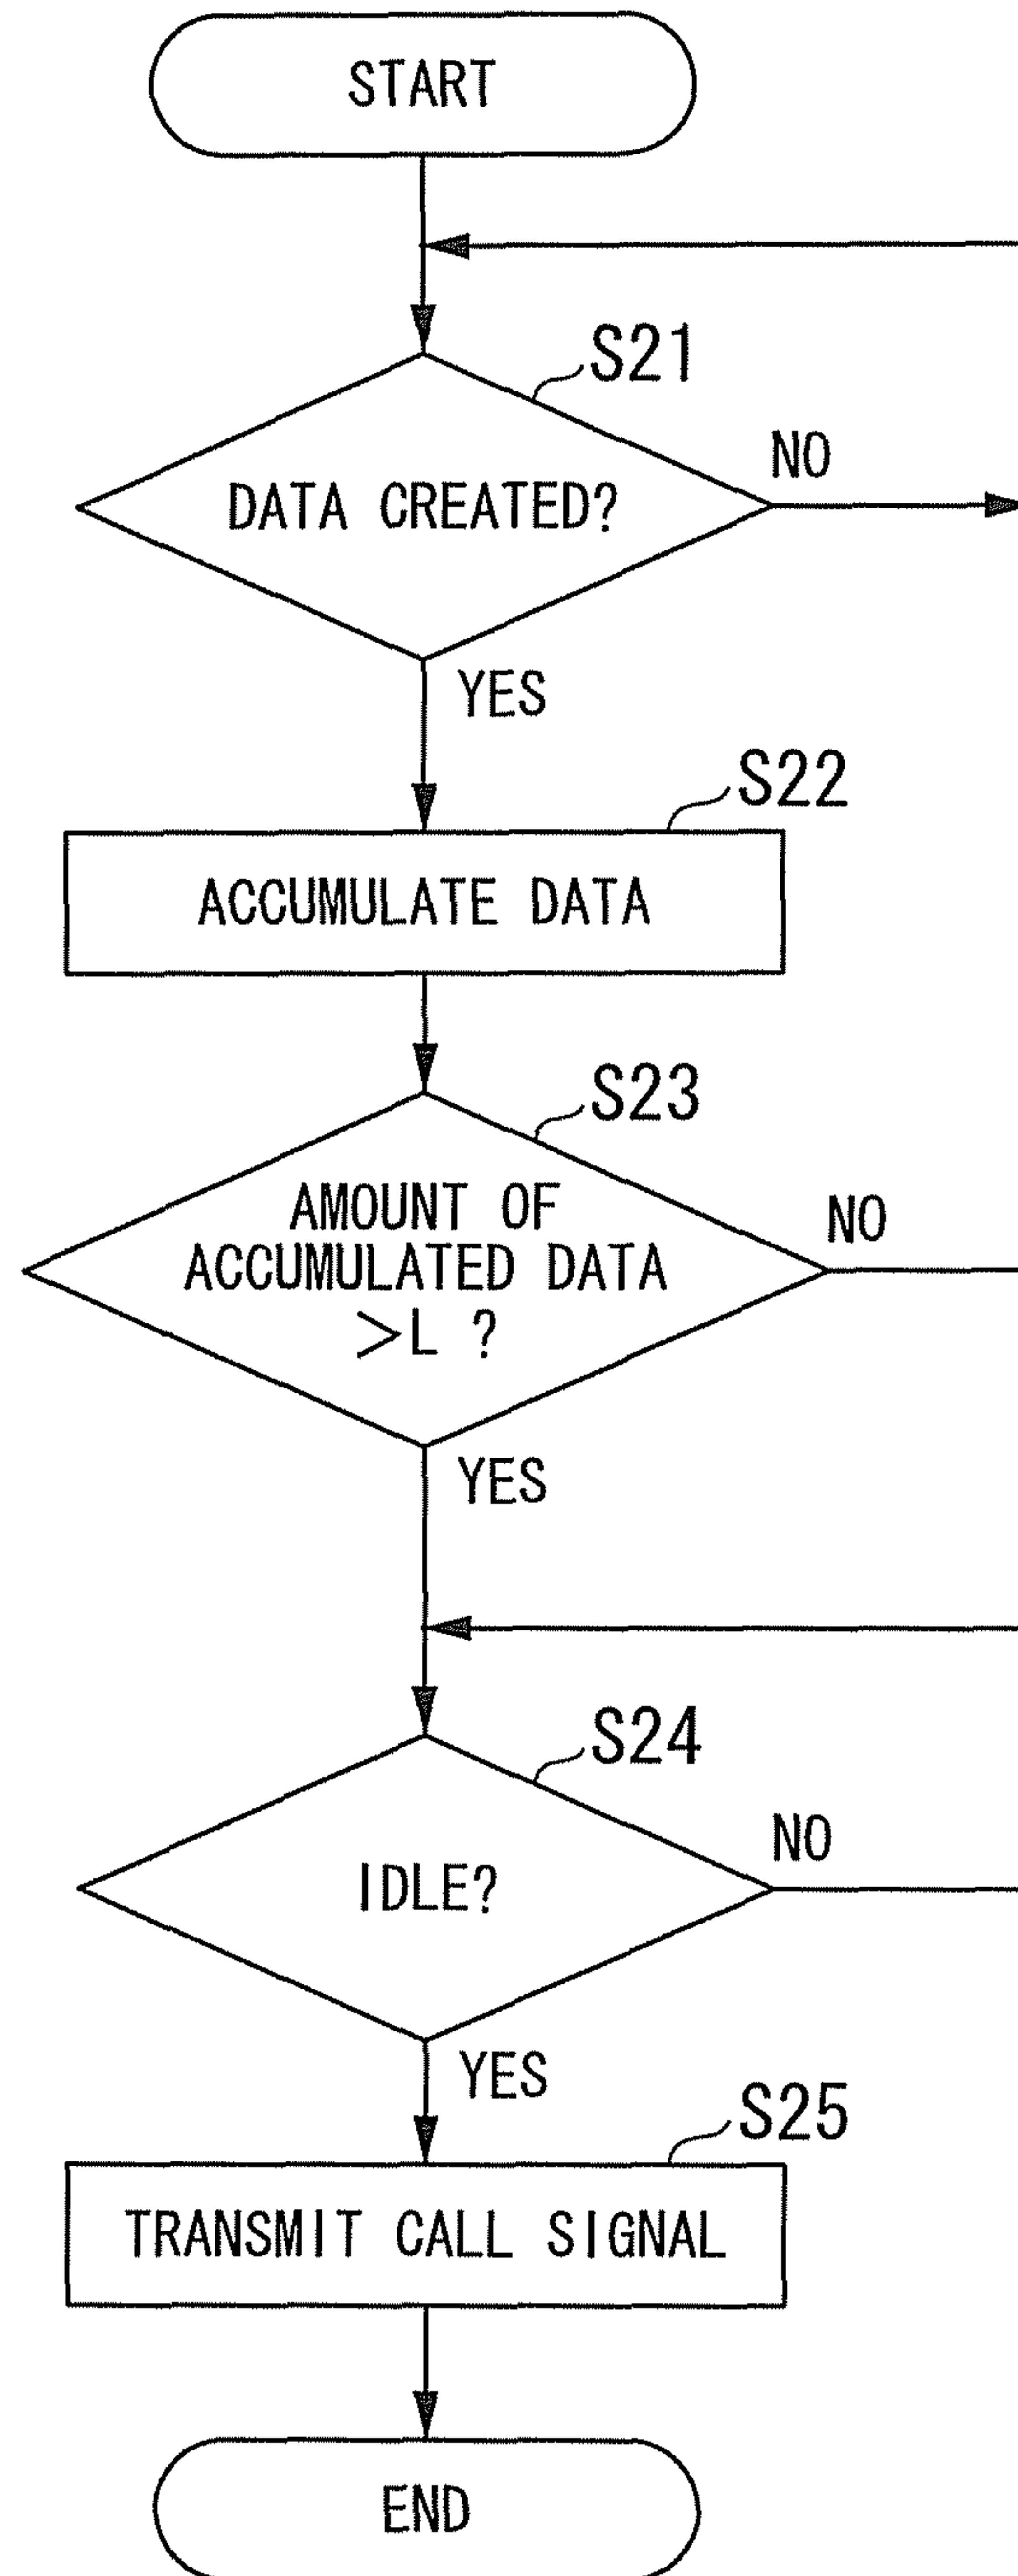 START
S21
DATA CREATED?
NO
YES
S22
ACCUMULATE DATA
S23
AMOUNT OF
ACCUMULATED DATA
>L ?
NO
YES
S24
IDLE?
NO
YES
S25
TRANSMIT CALL SIGNAL
END